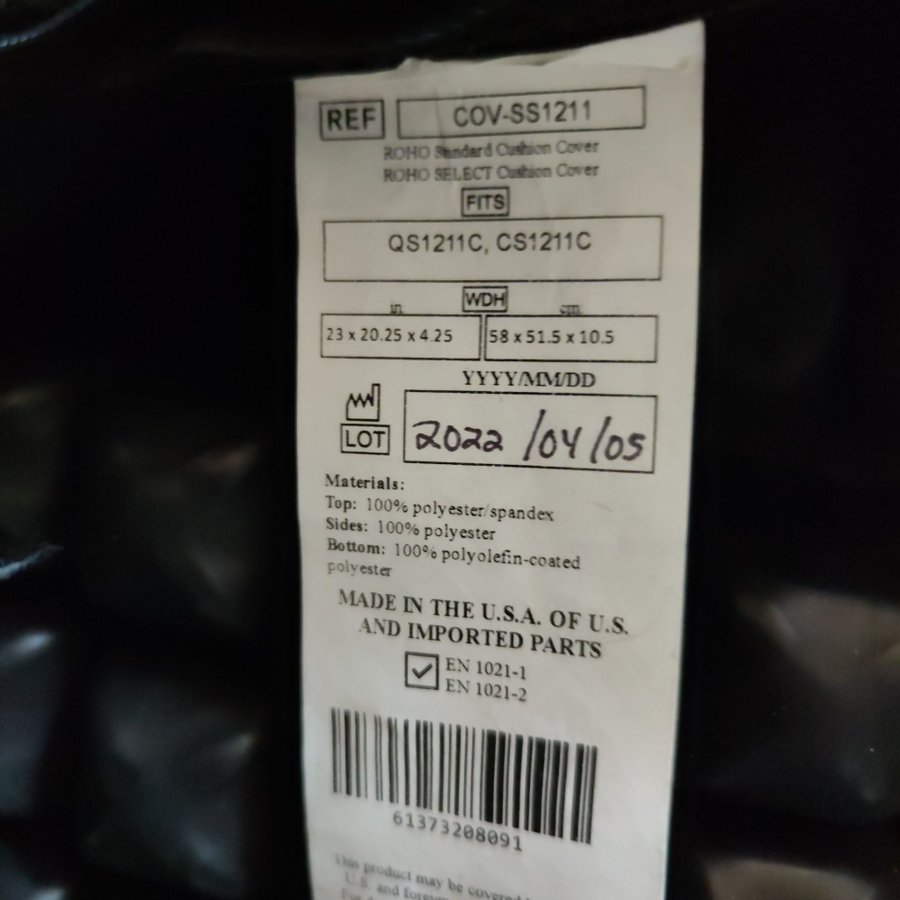 REF COV-SS1211
ROHO Standard Cushion Cover
ROHO SELECT Cushion Cover
FITS
QS1211C, CS1211C
in WDH cm
23 x 20.25 x 4.25 58 x 51.5 x 10.5
YYYY/MM/DD
LOT 2022/04/05
Materials:
Top: 100% polyester/spandex
Sides: 100% polyester
Bottom: 100% polyolefin-coated
polyester
MADE IN THE U.S.A. OF U.S.
AND IMPORTED PARTS
EN 1021-1
EN 1021-2
61373208091
This product may be covered
U.S. and foreign